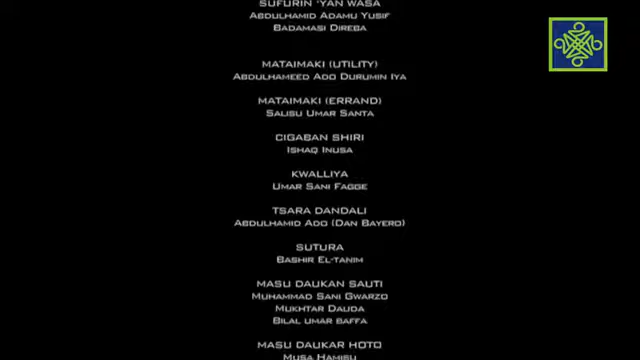 SUFURIN 'YAN WASA
ABDULHAMID ADAMU YUSIF
BADAMASI DIREBA
MATAIMAKI (UTILITY)
ABDULHAMEED ADO DURUMIN IYA
MATAIMAKI (ERRAND)
SALISU UMAR SANTA
CIGABAN SHIRI
ISHAQ INUSA
KWALLIYA
UMAR SANI FAGGE
TSARA DANDALI
ABDULHAMID ADO (DAN BAYERO)
SUTURA
BASHIR EL-TANIM
MASU DAUKAN SAUTI
MUHAMMAD SANI GWARZO
MUKHTAR DAUDA
BILAL UMAR BAFFA
MASU DAUKAR HOTO
MUSA HAMISU